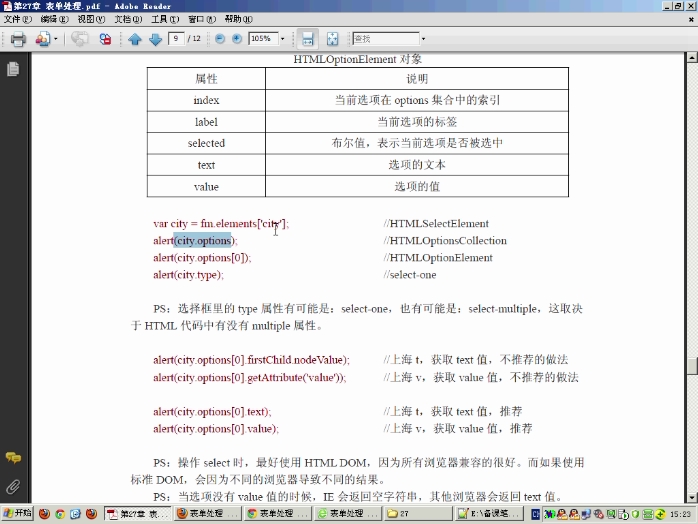 第27章 表单处理.pdf - Adobe Reader
文件(F) 编辑(E) 视图(V) 文档(D) 工具(T) 窗口(W) 帮助(H)
9 / 12 105% 查找
HTMLOptionElement 对象
属性 说明
index 当前选项在 options 集合中的索引
label 当前选项的标签
selected 布尔值，表示当前选项是否被选中
text 选项的文本
value 选项的值
var city = fm.elements['city']; //HTMLSelectElement
alert(city.options); //HTMLOptionsCollection
alert(city.options[0]); //HTMLOptionElement
alert(city.type); //select-one
PS：选择框里的 type 属性有可能是：select-one，也有可能是：select-multiple，这取决
于 HTML 代码中有没有 multiple 属性。
alert(city.options[0].firstChild.nodeValue); //上海 t，获取 text 值，不推荐的做法
alert(city.options[0].getAttribute('value')); //上海 v，获取 value 值，不推荐的做法
alert(city.options[0].text); //上海 t，获取 text 值，推荐
alert(city.options[0].value); //上海 v，获取 value 值，推荐
PS：操作 select 时，最好使用 HTML DOM，因为所有浏览器兼容的很好。而如果使用
标准 DOM，会因为不同的浏览器导致不同的结果。
PS：当选项没有 value 值的时候，IE 会返回空字符串，其他浏览器会返回 text 值。
开始 第27章 表... 表单处理 ... 表单处理 ... 表单处理 ... 27 E:\备课笔... 15:23